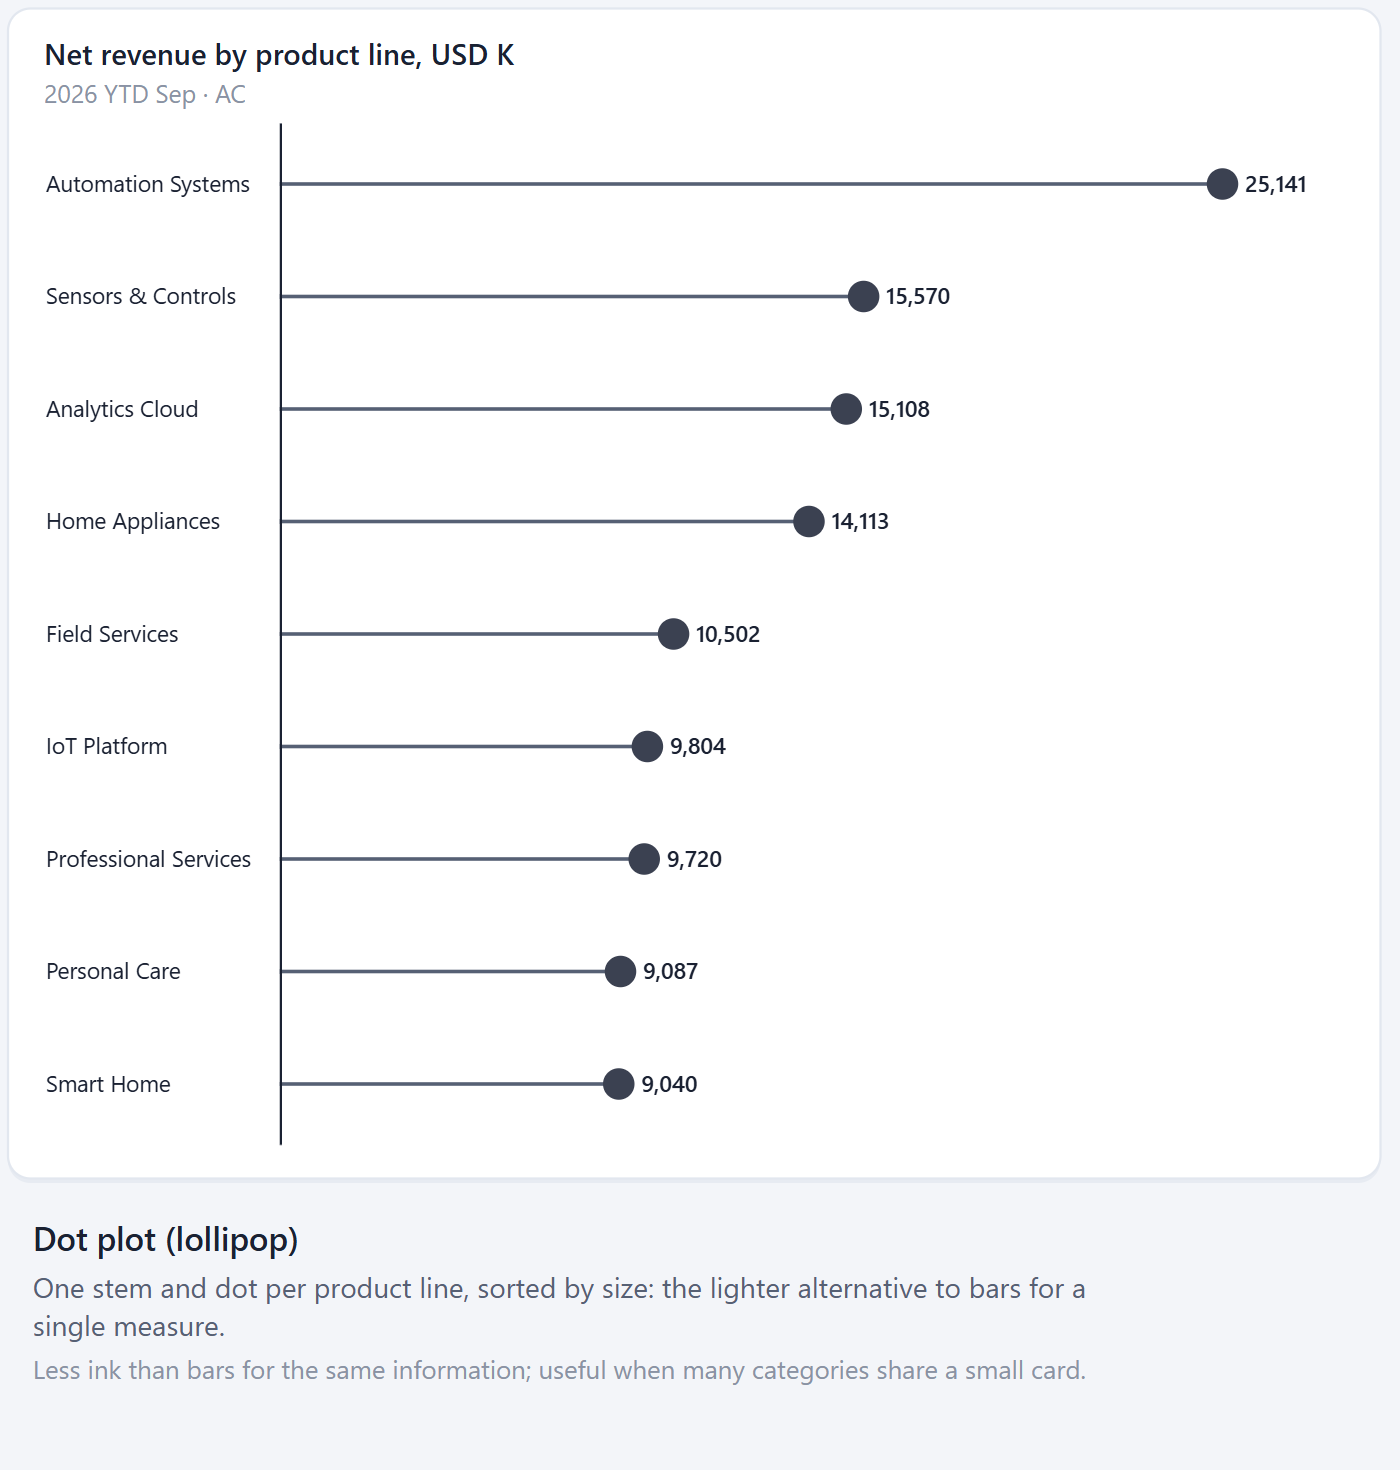 Net revenue by product line, USD K
2026 YTD Sep · AC
Automation Systems 25,141
Sensors & Controls 15,570
Analytics Cloud 15,108
Home Appliances 14,113
Field Services 10,502
IoT Platform 9,804
Professional Services 9,720
Personal Care 9,087
Smart Home 9,040
Dot plot (lollipop)
One stem and dot per product line, sorted by size: the lighter alternative to bars for a
single measure.
Less ink than bars for the same information; useful when many categories share a small card.